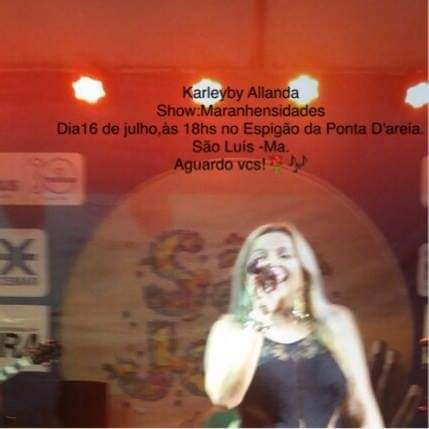 Karleyby Allanda
Show:Maranhensidades
Dia16 de julho,às 18hs no Espigão da Ponta D'areia.
São Luís -Ma.
Aguardo vcs!🌹🎶
São